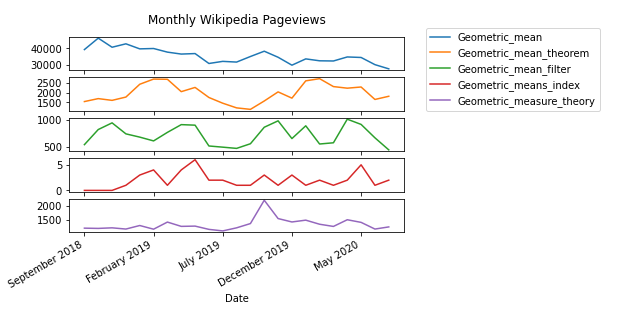 Monthly Wikipedia Pageviews
Geometric_mean
Geometric_mean_theorem
Geometric_mean_filter
Geometric_means_index
Geometric_measure_theory
40000
30000
2500
2000
1500
1000
500
5
0
2000
1500
September 2018
February 2019
July 2019
December 2019
May 2020
Date